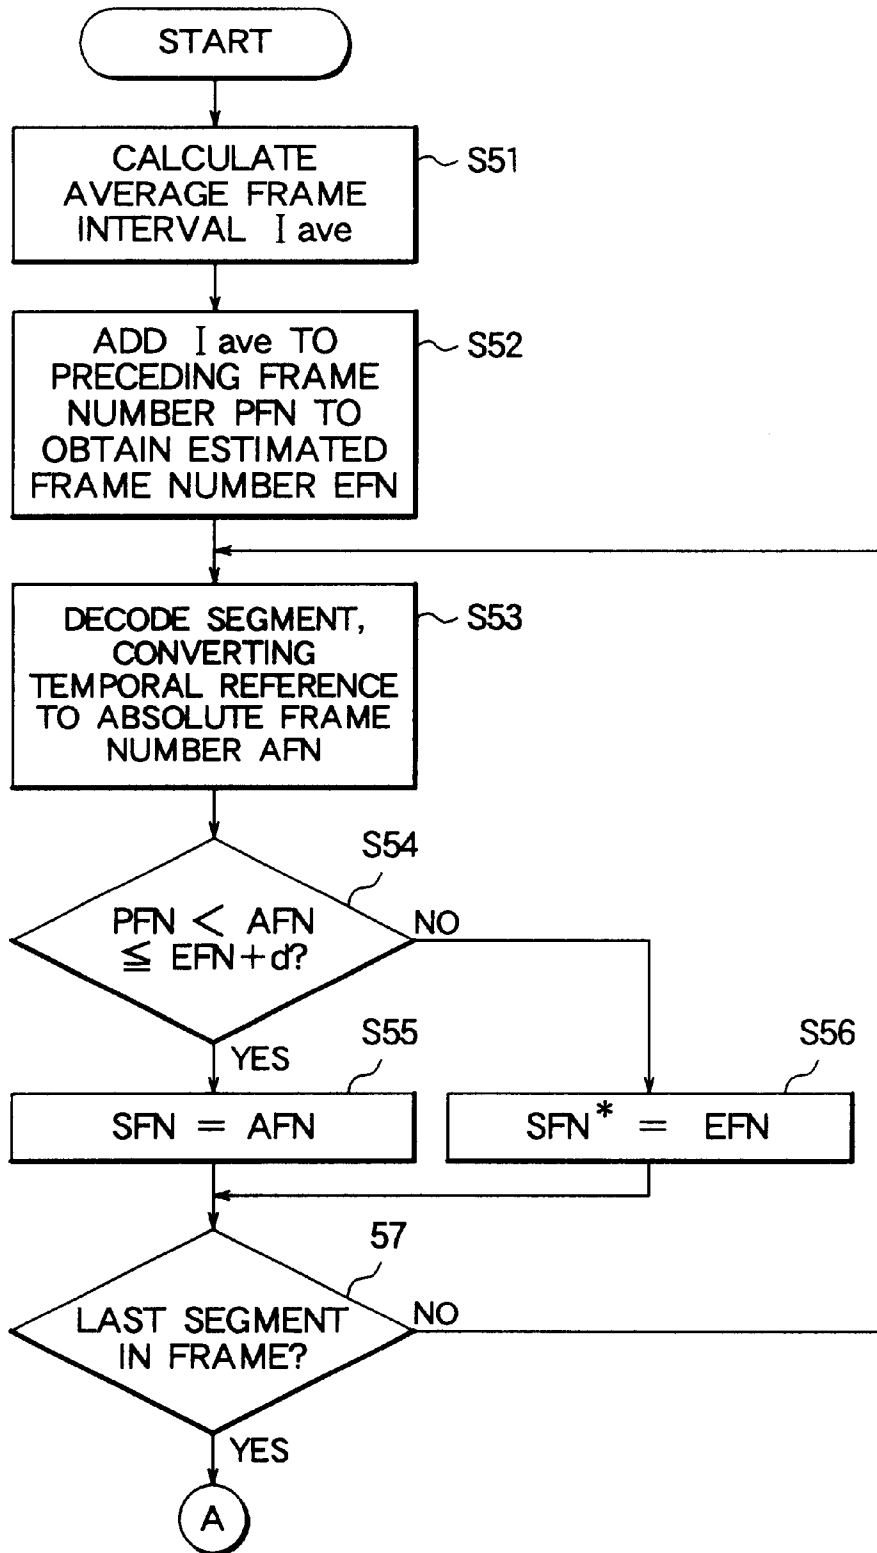 START
CALCULATE
AVERAGE FRAME
INTERVAL I ave
S51
ADD I ave TO
PRECEDING FRAME
NUMBER PFN TO
OBTAIN ESTIMATED
FRAME NUMBER EFN
S52
DECODE SEGMENT,
CONVERTING
TEMPORAL REFERENCE
TO ABSOLUTE FRAME
NUMBER AFN
S53
PFN < AFN
≦ EFN+d?
S54
NO
YES
S55
SFN = AFN
S56
SFN* = EFN
57
LAST SEGMENT
IN FRAME?
NO
YES
A